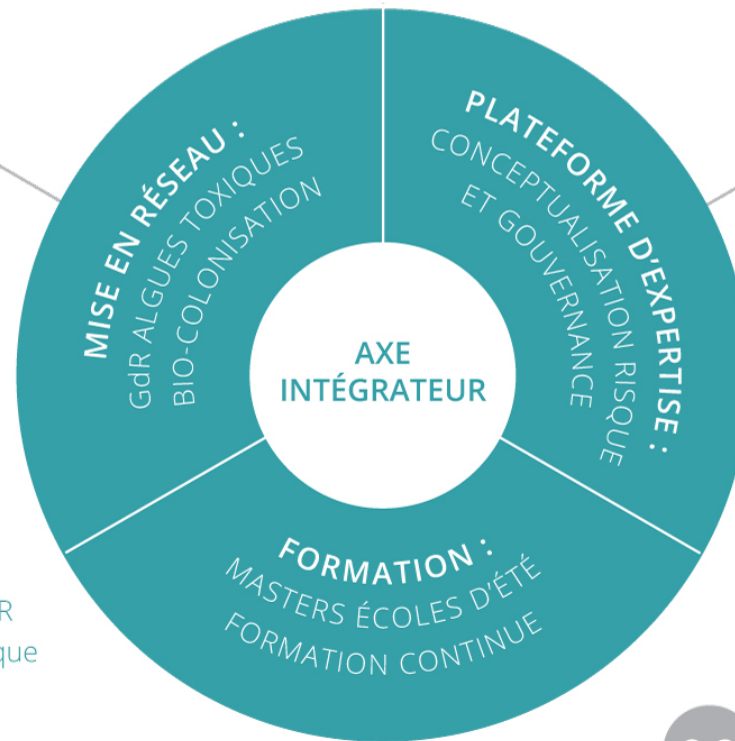 MISE EN RÉSEAU :
GdR ALGUES TOXIQUES
BIO-COLONISATION
PLATEFORME D'EXPERTISE :
CONCEPTUALISATION RISQUE
ET GOUVERNANCE
AXE
INTÉGRATEUR
FORMATION :
MASTERS ÉCOLES D'ÉTÉ
FORMATION CONTINUE